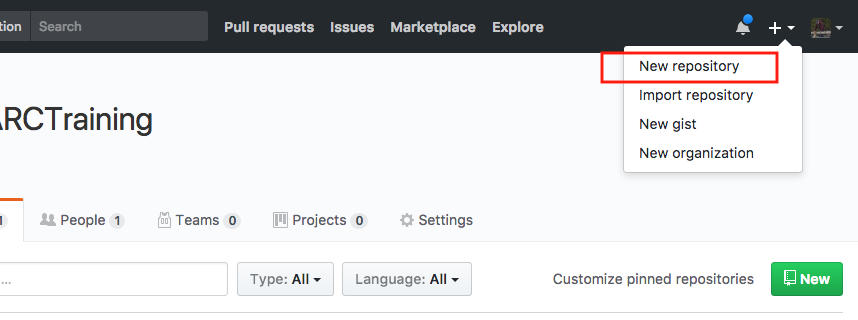 tion Search Pull requests Issues Marketplace Explore
New repository
Import repository
ARCTraining
New gist
New organization
1 People 1 Teams 0 Projects 0 Settings
... Type: All Language: All Customize pinned repositories New